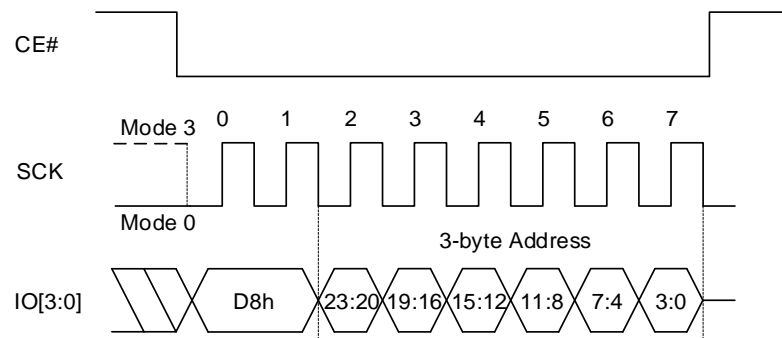 CE#
Mode 3 0 1 2 3 4 5 6 7
SCK
Mode 0
3-byte Address
IO[3:0] D8h 23:20 19:16 15:12 11:8 7:4 3:0